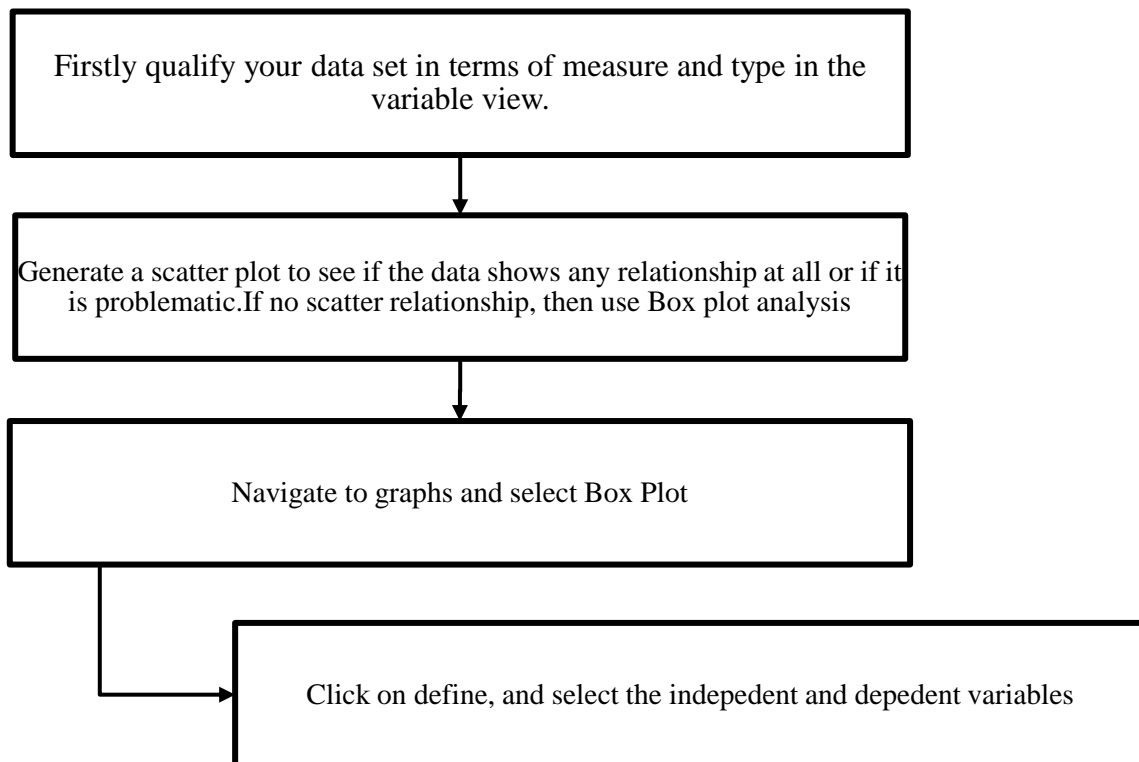 Firstly qualify your data set in terms of measure and type in the
variable view.
Generate a scatter plot to see if the data shows any relationship at all or if it
is problematic.If no scatter relationship, then use Box plot analysis
Navigate to graphs and select Box Plot
Click on define, and select the indepedent and depedent variables